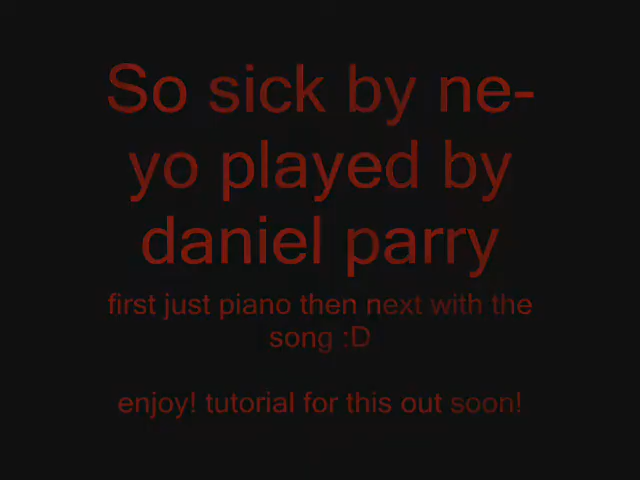 So sick by ne-
yo played by
daniel parry
first just piano then next with the
song :D
enjoy! tutorial for this out soon!